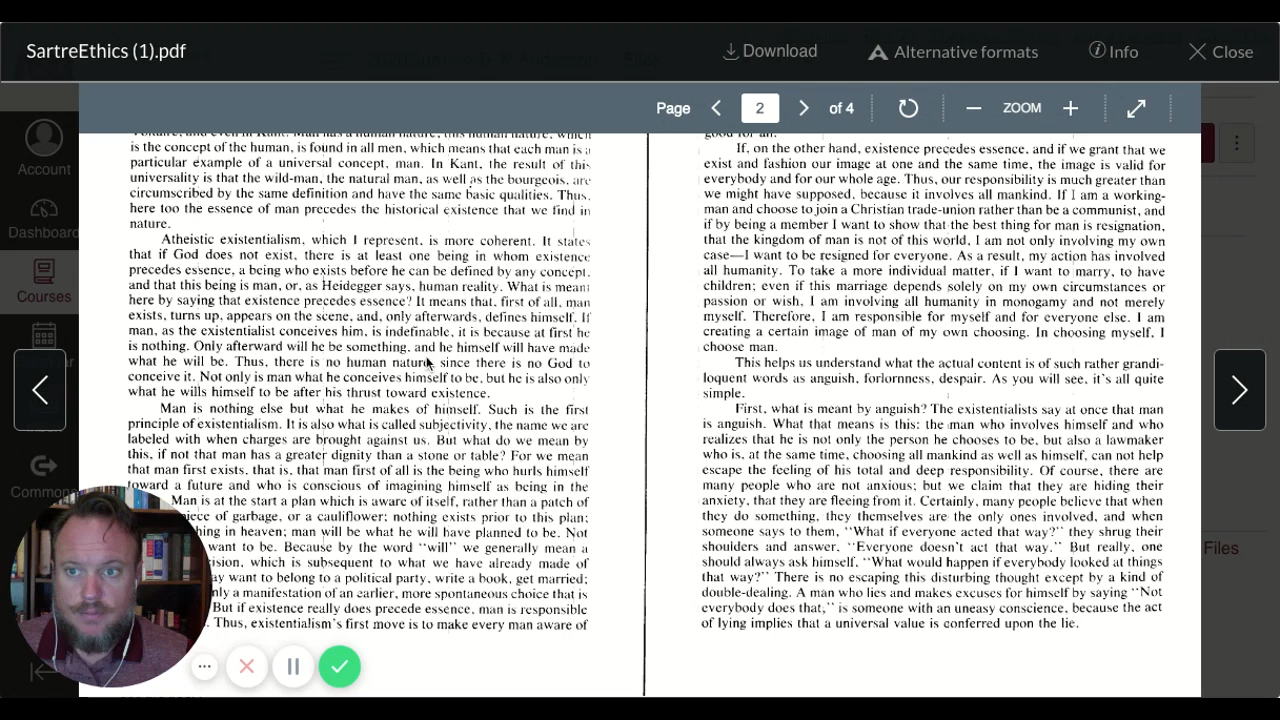 SartreEthics (1).pdf
Download
Alternative formats
Info
Close
Page
2
of 4
ZOOM
Account
Dashboard
Courses
Commons
Files
is the concept of the human, is found in all men, which means that each man is a
particular example of a universal concept, man. In Kant, the result of this
universality is that the wild-man, the natural man, as well as the bourgeois, are
circumscribed by the same definition and have the same basic qualities. Thus,
here too the essence of man precedes the historical existence that we find in
nature.
Atheistic existentialism, which I represent, is more coherent. It states
that if God does not exist, there is at least one being in whom existence
precedes essence, a being who exists before he can be defined by any concept,
and that this being is man, or, as Heidegger says, human reality. What is meant
here by saying that existence precedes essence? It means that, first of all, man
exists, turns up, appears on the scene, and, only afterwards, defines himself. If
man, as the existentialist conceives him, is indefinable, it is because at first he
is nothing. Only afterward will he be something, and he himself will have made
what he will be. Thus, there is no human nature since there is no God to
conceive it. Not only is man what he conceives himself to be, but he is also only
what he wills himself to be after his thrust toward existence.
Man is nothing else but what he makes of himself. Such is the first
principle of existentialism. It is also what is called subjectivity, the name we are
labeled with when charges are brought against us. But what do we mean by
this, if not that man has a greater dignity than a stone or table? For we mean
that man first exists, that is, that man first of all is the being who hurls himself
toward a future and who is conscious of imagining himself as being in the
Man is at the start a plan which is aware of itself, rather than a patch of
of garbage, or a cauliflower; nothing exists prior to this plan;
in heaven; man will be what he will have planned to be. Not
want to be. Because by the word "will" we generally mean a
which is subsequent to what we have already made of
want to belong to a political party, write a book, get married;
a manifestation of an earlier, more spontaneous choice that is
But if existence really does precede essence, man is responsible
Thus, existentialism's first move is to make every man aware of
good for all.
If, on the other hand, existence precedes essence, and if we grant that we
exist and fashion our image at one and the same time, the image is valid for
everybody and for our whole age. Thus, our responsibility is much greater than
we might have supposed, because it involves all mankind. If I am a working-
man and choose to join a Christian trade-union rather than be a communist, and
if by being a member I want to show that the best thing for man is resignation,
that the kingdom of man is not of this world, I am not only involving my own
case—I want to be resigned for everyone. As a result, my action has involved
all humanity. To take a more individual matter, if I want to marry, to have
children; even if this marriage depends solely on my own circumstances or
passion or wish, I am involving all humanity in monogamy and not merely
myself. Therefore, I am responsible for myself and for everyone else. I am
creating a certain image of man of my own choosing. In choosing myself, I
choose man.
This helps us understand what the actual content is of such rather grandi-
loquent words as anguish, forlornness, despair. As you will see, it's all quite
simple.
First, what is meant by anguish? The existentialists say at once that man
is anguish. What that means is this: the man who involves himself and who
realizes that he is not only the person he chooses to be, but also a lawmaker
who is, at the same time, choosing all mankind as well as himself, can not help
escape the feeling of his total and deep responsibility. Of course, there are
many people who are not anxious; but we claim that they are hiding their
anxiety, that they are fleeing from it. Certainly, many people believe that when
they do something, they themselves are the only ones involved, and when
someone says to them, "What if everyone acted that way?" they shrug their
shoulders and answer, "Everyone doesn't act that way." But really, one
should always ask himself, "What would happen if everybody looked at things
that way?" There is no escaping this disturbing thought except by a kind of
double-dealing. A man who lies and makes excuses for himself by saying "Not
everybody does that," is someone with an uneasy conscience, because the act
of lying implies that a universal value is conferred upon the lie.